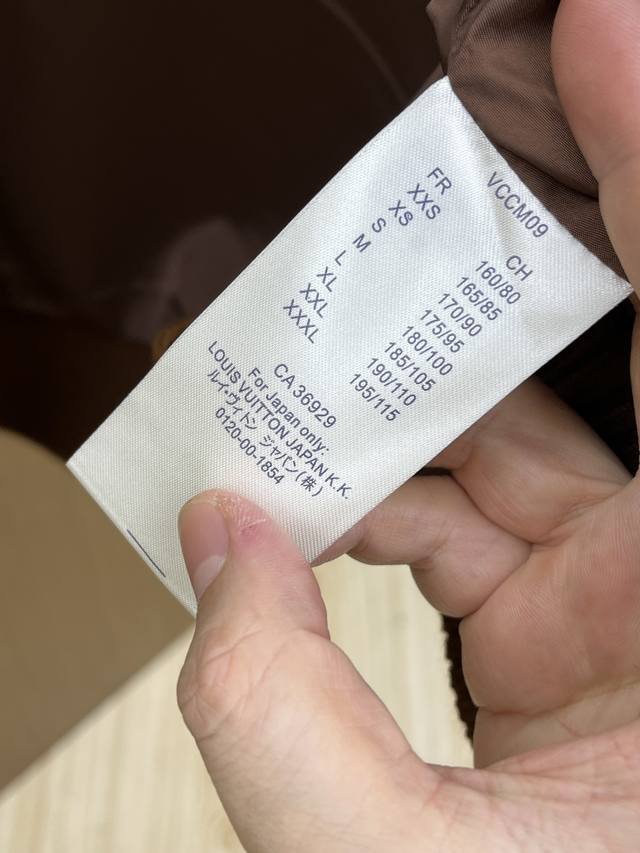 VCCM09
FR CH
XXS 160/80
XS 165/85
S 170/90
M 175/95
L 180/100
XL 185/105
XXL 190/110
XXXL 195/115
CA 36929
For Japan only:
LOUIS VUITTON JAPAN K.K.
ルイ・ヴィトン ジャパン(株)
0120-00-1854